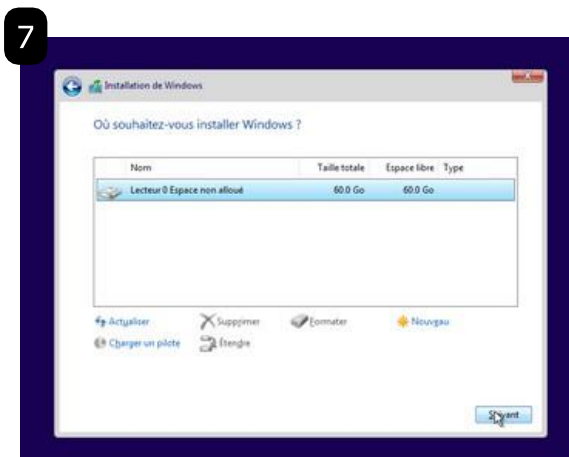 7
Installation de Windows
Où souhaitez-vous installer Windows ?
Nom Taille totale Espace libre Type
Lecteur 0 Espace non alloué 60.0 Go 60.0 Go
Actualiser Supprimer Formater Nouveau
Charger un pilote Étendre
Suivant